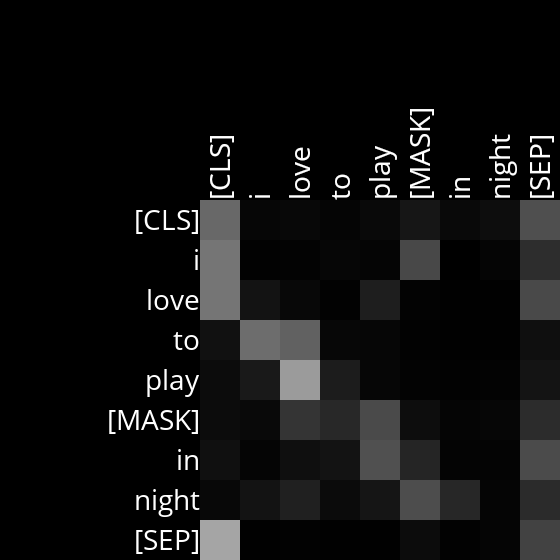 [CLS] i love to play [MASK] in night [SEP]
[CLS]
i
love
to
play
[MASK]
in
night
[SEP]